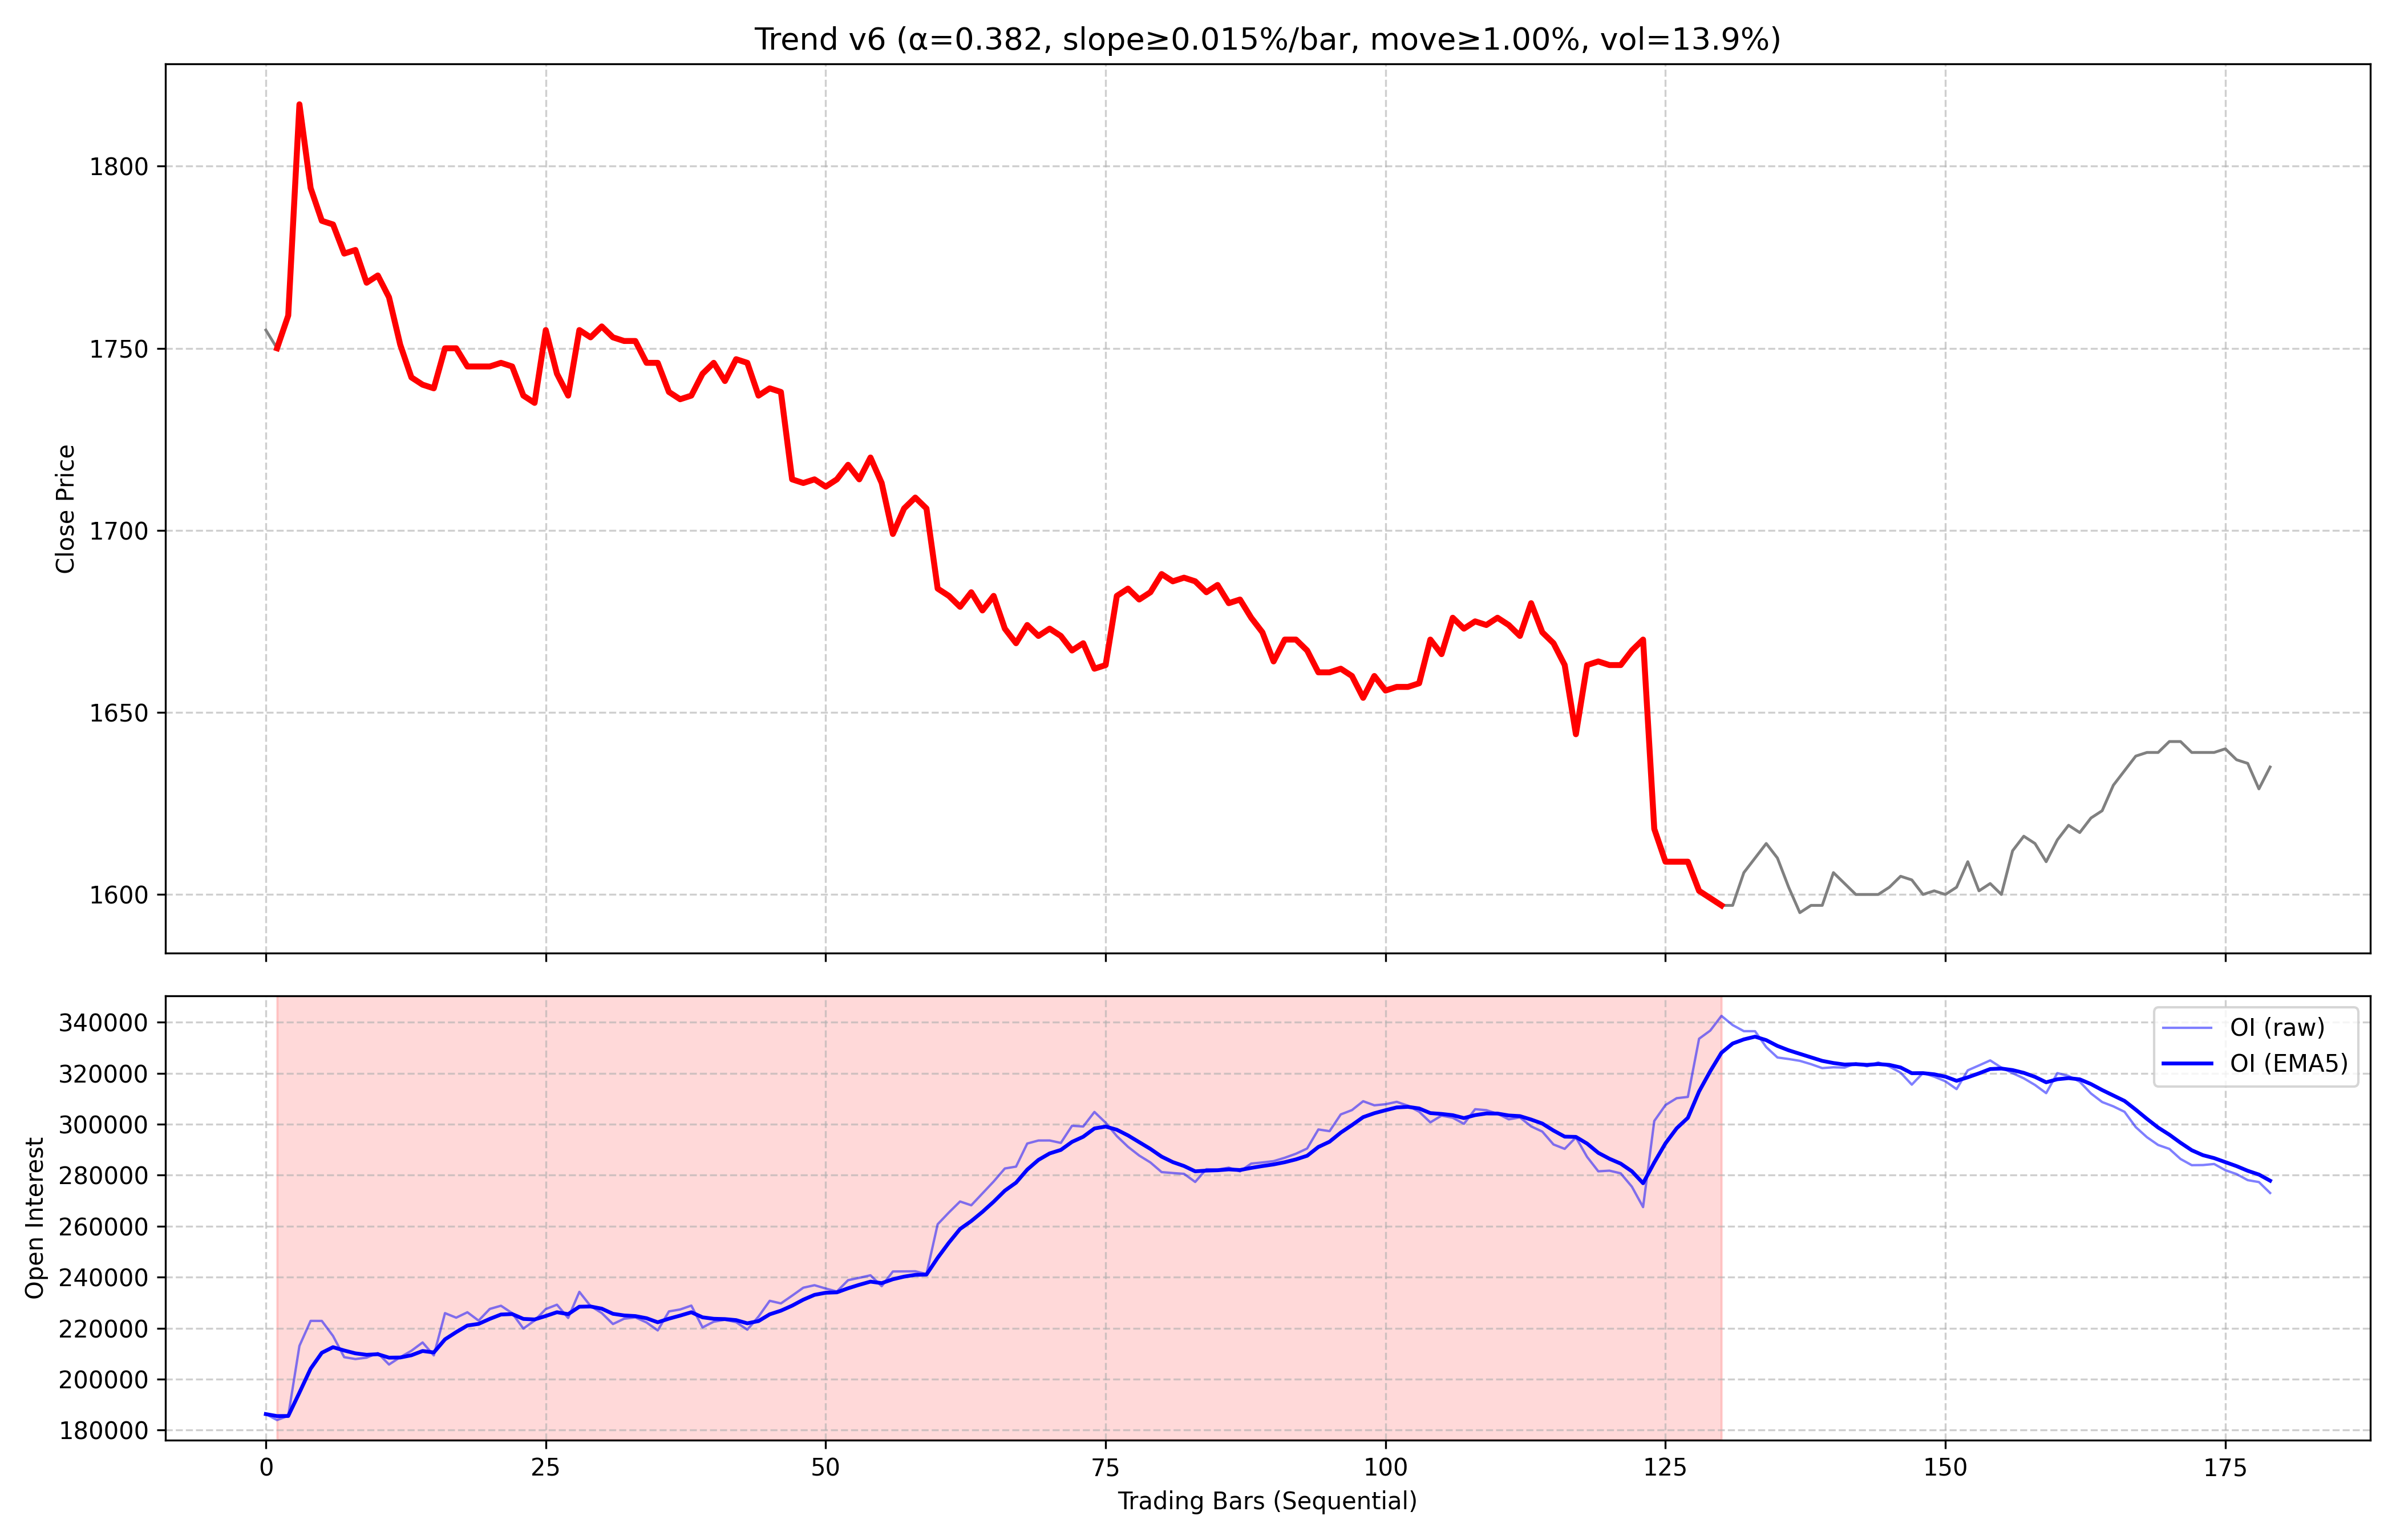 Trend v6 (α=0.382, slope≥0.015%/bar, move≥1.00%, vol=13.9%)
Close Price
1800
1750
1700
1650
1600
Open Interest
340000
320000
300000
280000
260000
240000
220000
200000
180000
OI (raw)
OI (EMA5)
0 25 50 75 100 125 150 175
Trading Bars (Sequential)